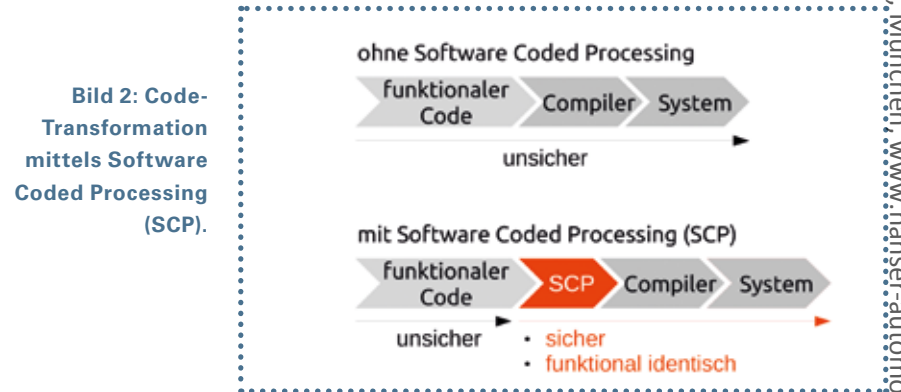 Bild 2: Code-
Transformation
mittels Software
Coded Processing
(SCP).
ohne Software Coded Processing
funktionaler
Code
Compiler
System
unsicher
mit Software Coded Processing (SCP)
funktionaler
Code
SCP
Compiler
System
unsicher
• sicher
• funktional identisch